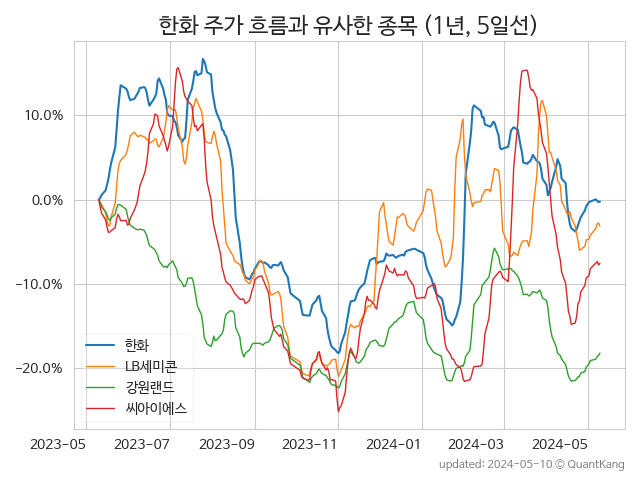 한화 주가 흐름과 유사한 종목 (1년, 5일선)
10.0%
0.0%
−10.0%
−20.0%
한화
LB세미콘
강원랜드
씨아이에스
2023-05 2023-07 2023-09 2023-11 2024-01 2024-03 2024-05
updated: 2024-05-10 © QuantKang